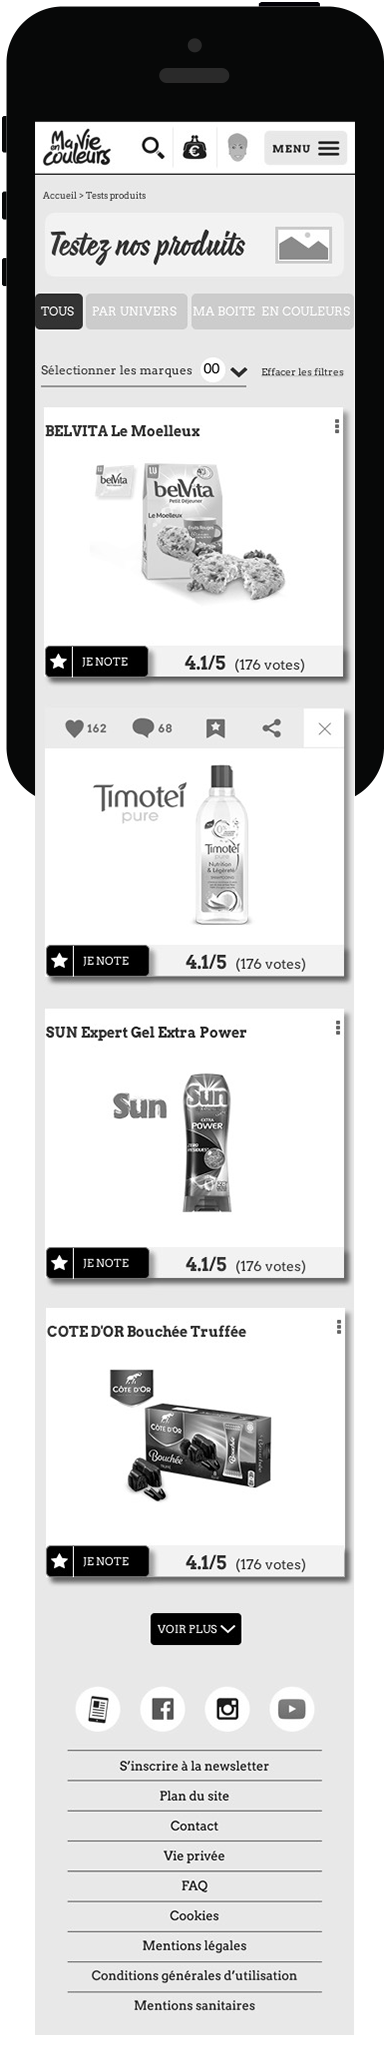 Ma Vie
en
couleurs
MENU
Accueil > Tests produits
Testez nos produits
TOUS
PAR UNIVERS
MA BOITE EN COULEURS
Sélectionner les marques
00
Effacer les filtres
BELVITA Le Moelleux
belVita
LU
belVita
Petit Déjeuner
Le Moelleux
Fruits Rouges
JE NOTE
4.1/5 (176 votes)
162
68
Timotei
pure
Timotei
pure
Nutrition
& Légèreté
JE NOTE
4.1/5 (176 votes)
SUN Expert Gel Extra Power
Sun
Sun
EXTRA
POWER
JE NOTE
4.1/5 (176 votes)
COTE D'OR Bouchée Truffée
CÔTE D'OR
CÔTE D'OR
Bouchée
JE NOTE
4.1/5 (176 votes)
VOIR PLUS
S’inscrire à la newsletter
Plan du site
Contact
Vie privée
FAQ
Cookies
Mentions légales
Conditions générales d’utilisation
Mentions sanitaires